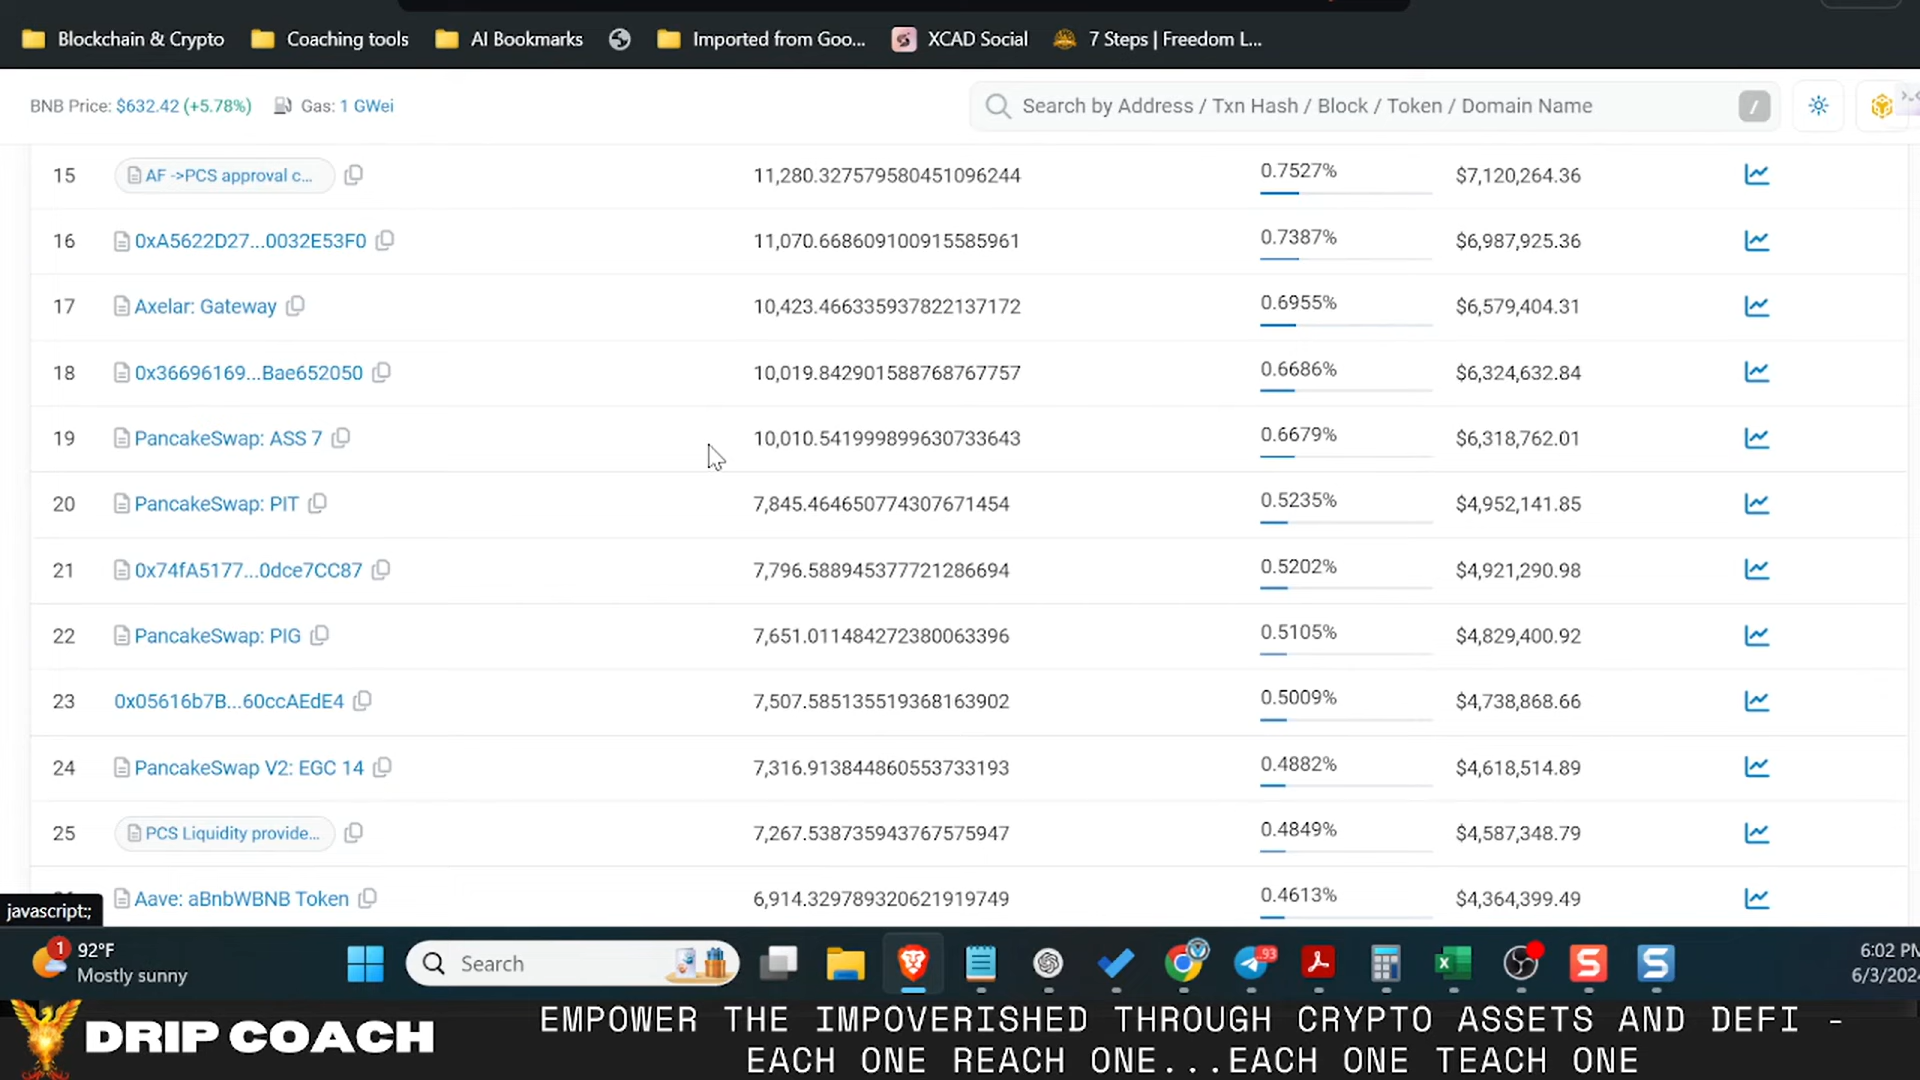 Blockchain & Crypto Coaching tools AI Bookmarks Imported from Goo... XCAD Social 7 Steps | Freedom L...
BNB Price: $632.42 (+5.78%) Gas: 1 GWei Search by Address / Txn Hash / Block / Token / Domain Name /
15 AF ->PCS approval c... 11,280.327579580451096244 0.7527% $7,120,264.36
16 0xA5622D27...0032E53F0 11,070.668609100915585961 0.7387% $6,987,925.36
17 Axelar: Gateway 10,423.466335937822137172 0.6955% $6,579,404.31
18 0x36696169...Bae652050 10,019.842901588768767757 0.6686% $6,324,632.84
19 PancakeSwap: ASS 7 10,010.541999899630733643 0.6679% $6,318,762.01
20 PancakeSwap: PIT 7,845.464650774307671454 0.5235% $4,952,141.85
21 0x74fA5177...0dce7CC87 7,796.588945377721286694 0.5202% $4,921,290.98
22 PancakeSwap: PIG 7,651.011484272380063396 0.5105% $4,829,400.92
23 0x05616b7B...60ccAEdE4 7,507.585135519368163902 0.5009% $4,738,868.66
24 PancakeSwap V2: EGC 14 7,316.913844860553733193 0.4882% $4,618,514.89
25 PCS Liquidity provide... 7,267.538735943767575947 0.4849% $4,587,348.79
Aave: aBnbWBNB Token 6,914.329789320621919749 0.4613% $4,364,399.49
javascript:;
1 92°F
Mostly sunny
Search
93
6:02 PM
6/3/202
DRIP COACH
EMPOWER THE IMPOVERISHED THROUGH CRYPTO ASSETS AND DEFI -
EACH ONE REACH ONE...EACH ONE TEACH ONE